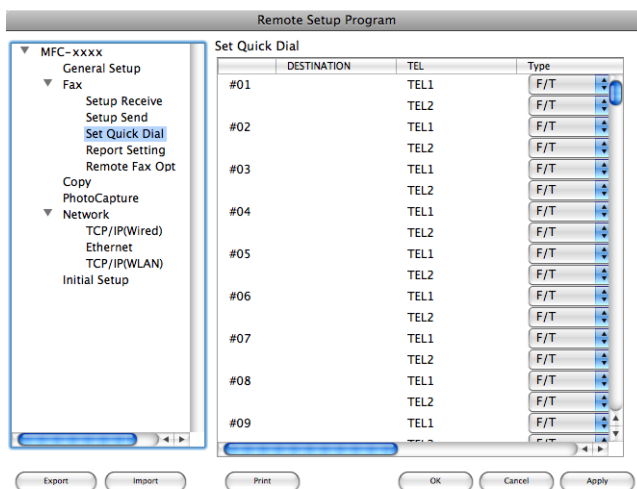 Remote Setup Program
MFC-xxxx
General Setup
Fax
Setup Receive
Setup Send
Set Quick Dial
Report Setting
Remote Fax Opt
Copy
PhotoCapture
Network
TCP/IP(Wired)
Ethernet
TCP/IP(WLAN)
Initial Setup
Set Quick Dial
DESTINATION TEL Type
#01 TEL1 F/T
TEL2 F/T
#02 TEL1 F/T
TEL2 F/T
#03 TEL1 F/T
TEL2 F/T
#04 TEL1 F/T
TEL2 F/T
#05 TEL1 F/T
TEL2 F/T
#06 TEL1 F/T
TEL2 F/T
#07 TEL1 F/T
TEL2 F/T
#08 TEL1 F/T
TEL2 F/T
#09 TEL1 F/T
Export Import Print OK Cancel Apply